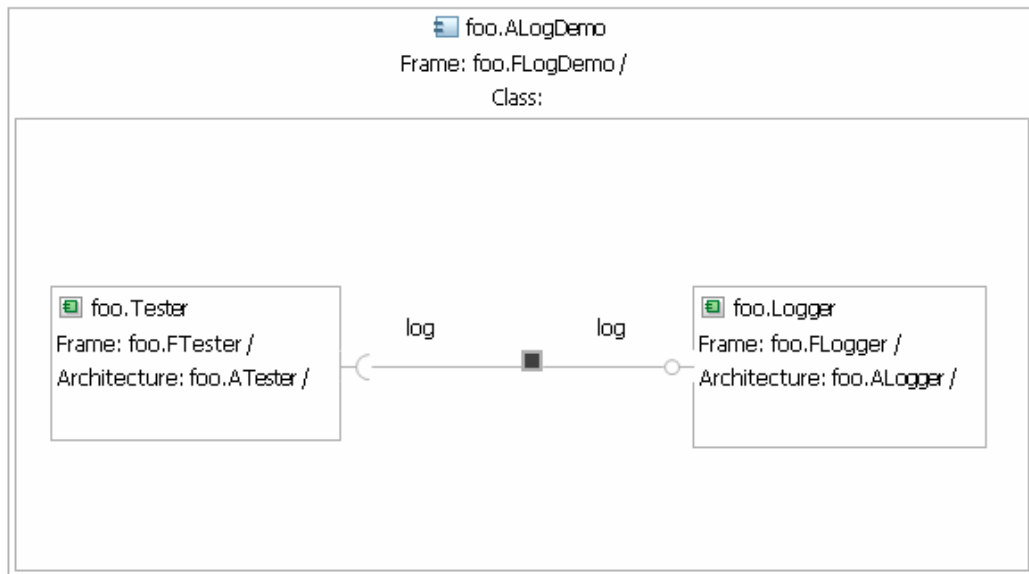 foo.ALogDemo
Frame: foo.FLogDemo /
Class:
foo.Tester
Frame: foo.FTester /
Architecture: foo.ATester /
log
log
foo.Logger
Frame: foo.FLogger /
Architecture: foo.ALogger /